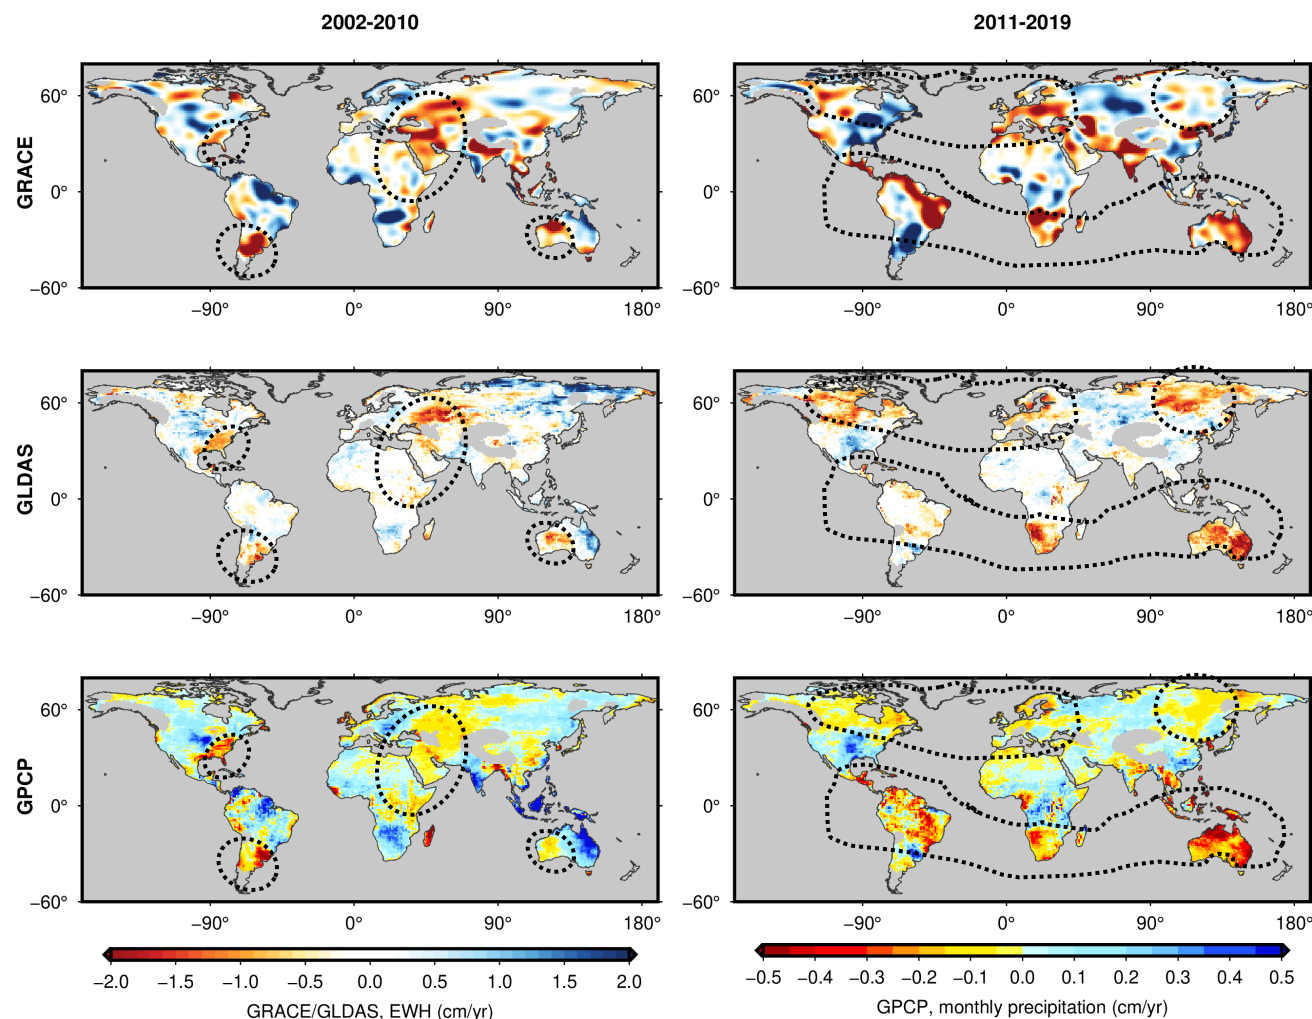 2002-2010 2011-2019
GRACE
60° 60°
0° 0°
−60° −60°
−90° 0° 90° 180° −90° 0° 90° 180°
GLDAS
60° 60°
0° 0°
−60° −60°
−90° 0° 90° 180° −90° 0° 90° 180°
GPCP
60° 60°
0° 0°
−60° −60°
−90° 0° 90° 180° −90° 0° 90° 180°
−2.0 −1.5 −1.0 −0.5 0.0 0.5 1.0 1.5 2.0 −0.5 −0.4 −0.3 −0.2 −0.1 0.0 0.1 0.2 0.3 0.4 0.5
GRACE/GLDAS, EWH (cm/yr) GPCP, monthly precipitation (cm/yr)